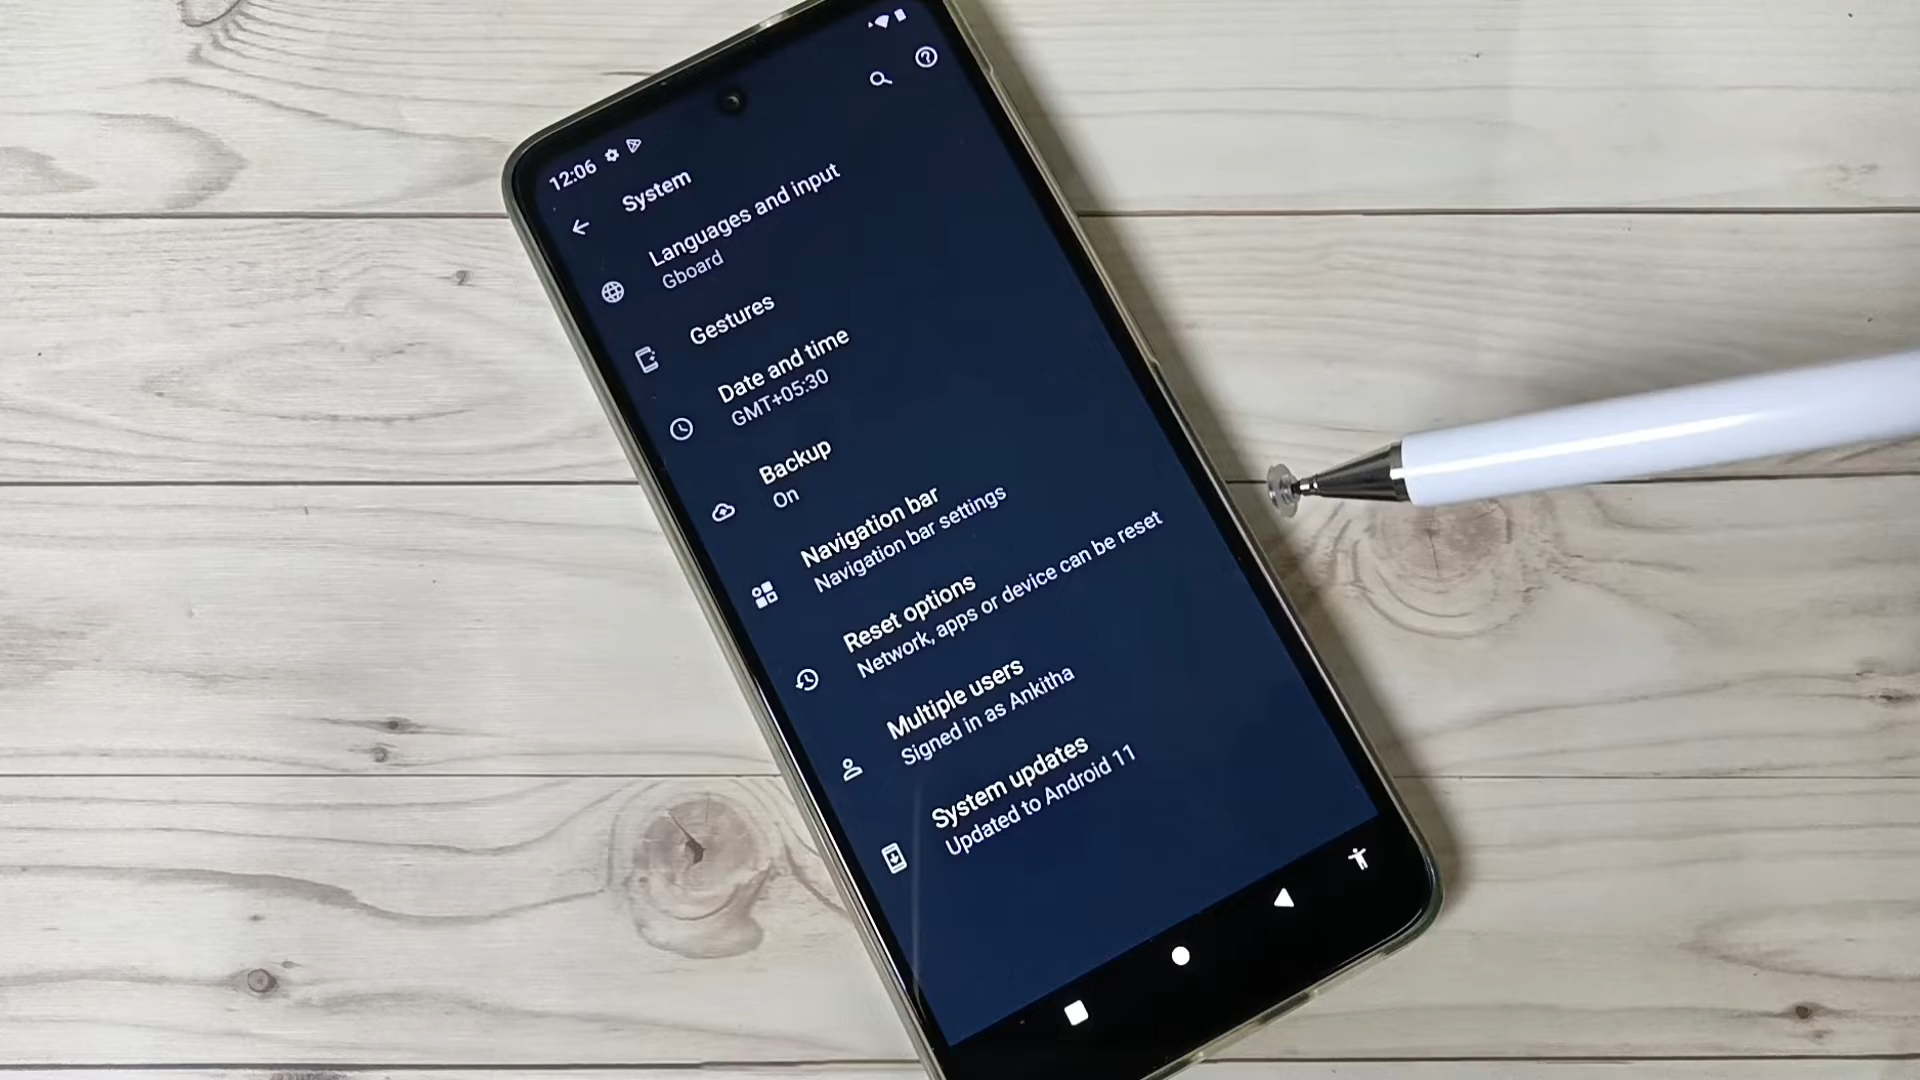 12:06
System
Languages and input
Gboard
Gestures
Date and time
GMT+05:30
Backup
On
Navigation bar
Navigation bar settings
Reset options
Network, apps or device can be reset
Multiple users
Signed in as Ankitha
System updates
Updated to Android 11